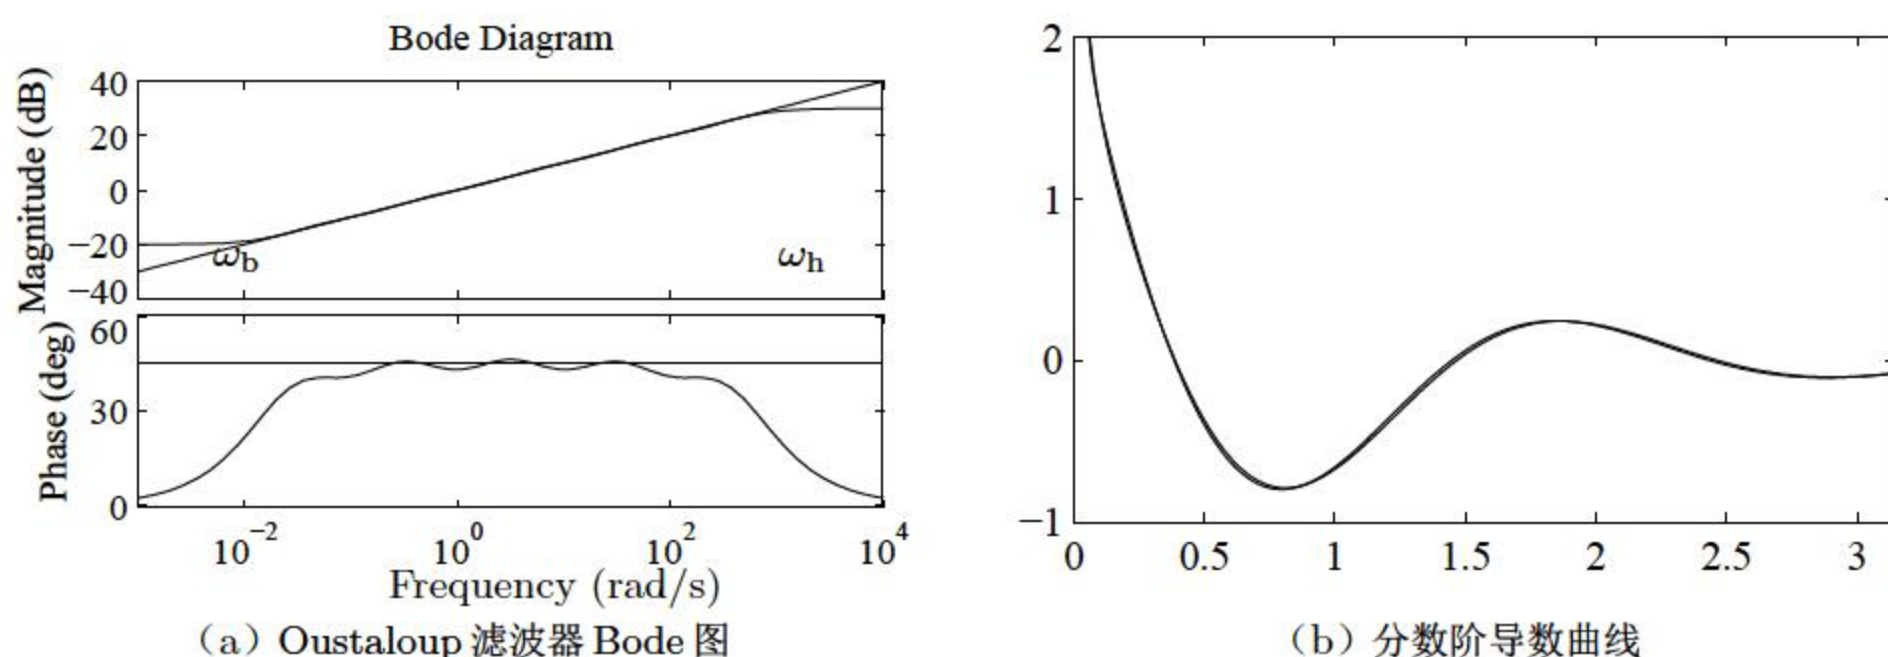 Bode Diagram
Magnitude (dB)
40
20
0
−20
−40
ω_b
ω_h
Phase (deg)
60
30
0
10^−2
10^0
10^2
10^4
Frequency (rad/s)
(a) Oustaloup 滤波器 Bode 图
2
1
0
−1
0
0.5
1
1.5
2
2.5
3
(b) 分数阶导数曲线